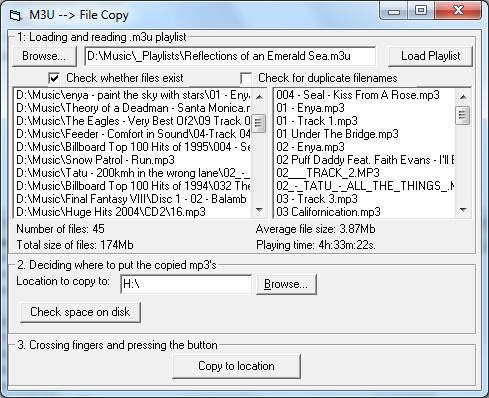 M3U --> File Copy
1: Loading and reading .m3u playlist
Browse... D:\Music\_Playlists\Reflections of an Emerald Sea.m3u Load Playlist
Check whether files exist Check for duplicate filenames
D:\Music\enya - paint the sky with stars\01 - Enya
D:\Music\Theory of a Deadman - Santa Monica.r
D:\Music\The Eagles - Very Best Of2\09 Track 0
D:\Music\Feeder - Comfort in Sound\04-Track 04
D:\Music\Billboard Top 100 Hits of 1995\004 - Se
D:\Music\Snow Patrol - Run.mp3
D:\Music\Tatu - 200kmh in the wrong lane\02_-_
D:\Music\Billboard Top 100 Hits of 1994\032 The
D:\Music\Final Fantasy VIII\Disc 1 - 02 - Balamb
D:\Music\Huge Hits 2004\CD2\16.mp3
004 - Seal - Kiss From A Rose.mp3
01 - Enya.mp3
01 - Track 1.mp3
01 Under The Bridge.mp3
02 - Enya.mp3
02 Puff Daddy Feat. Faith Evans - I'll E
02___TRACK_2.MP3
02_-_TATU_-_ALL_THE_THINGS_.M
03 - Track 3.mp3
03 Californication.mp3
Number of files: 45 Average file size: 3.87Mb
Total size of files: 174Mb Playing time: 4h:33m:22s.
2. Deciding where to put the copied mp3's
Location to copy to: H:\ Browse...
Check space on disk
3. Crossing fingers and pressing the button
Copy to location